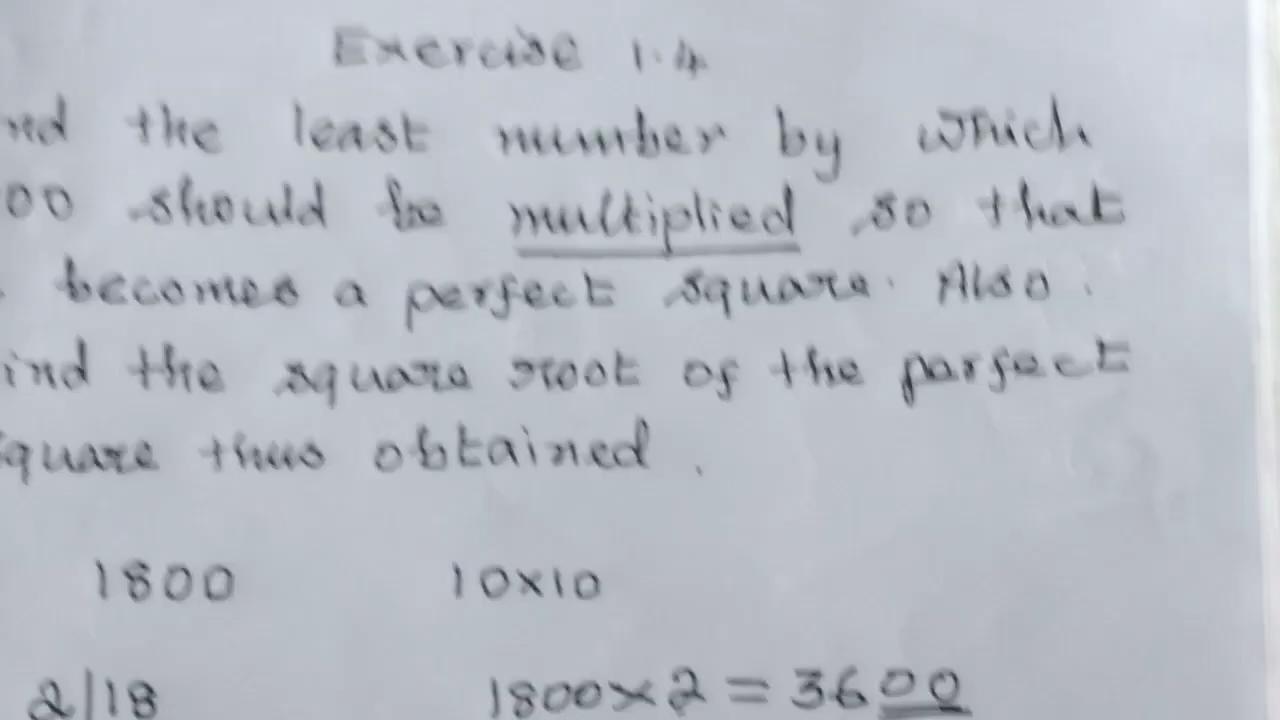 Exercise 1.4
nd the least number by which
00 should be multiplied so that
becomes a perfect square. Also.
ind the square root of the perfect
quare thus obtained.
1800 10x10
2/18 1800x2 = 3600